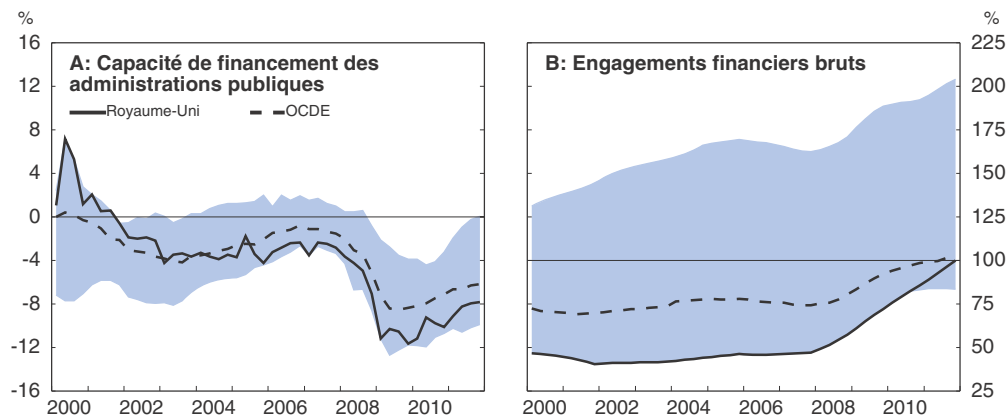 %
16
12
8
4
0
-4
-8
-12
-16
A: Capacité de financement des
administrations publiques
Royaume-Uni
OCDE
2000 2002 2004 2006 2008 2010
B: Engagements financiers bruts
%
225
200
175
150
125
100
75
50
25
2000 2002 2004 2006 2008 2010